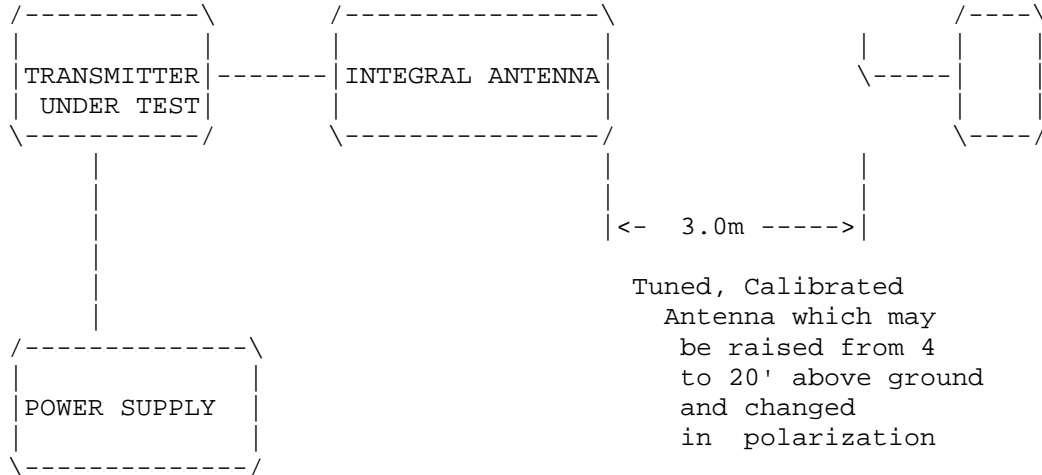 TRANSMITTER
UNDER TEST
INTEGRAL ANTENNA
<- 3.0m ----->
Tuned, Calibrated
Antenna which may
be raised from 4
to 20' above ground
and changed
in polarization
POWER SUPPLY